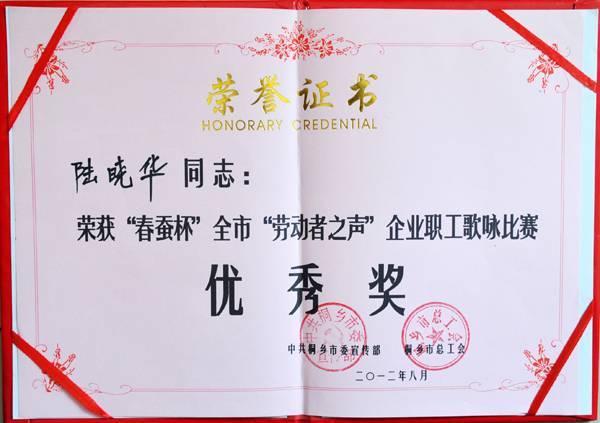 荣誉证书
HONORARY CREDENTIAL
陆晓华 同志：
荣获“春蚕杯”全市“劳动者之声”企业职工歌咏比赛
优秀奖
中共桐乡市委宣传部 桐乡市总工会
二〇一二年八月